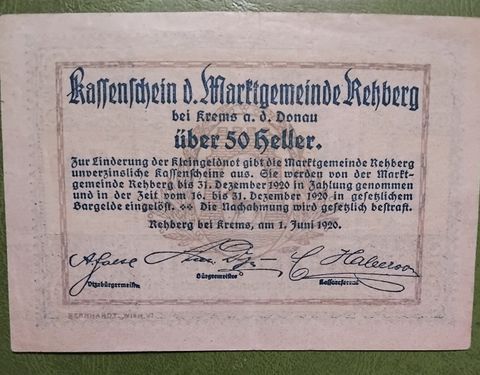 Kassenschein d. Marktgemeinde Rehberg
bei Krems a. d. Donau
über 50 Heller.
Zur Linderung der Kleingeldnot gibt die Marktgemeinde Rehberg
unverzinsliche Kassenscheine aus. Sie werden von der Markt-
gemeinde Rehberg bis 31. Dezember 1920 in Zahlung genommen
und in der Zeit vom 16. bis 31. Dezember 1920 in gesetzlichem
Bargelde eingelöst. Die Nachahmung wird gesetzlich bestraft.
Rehberg bei Krems, am 1. Juni 1920.
Vizebürgermeister
Bürgermeister
Kassareferent
BERNHARDT, WIEN VI